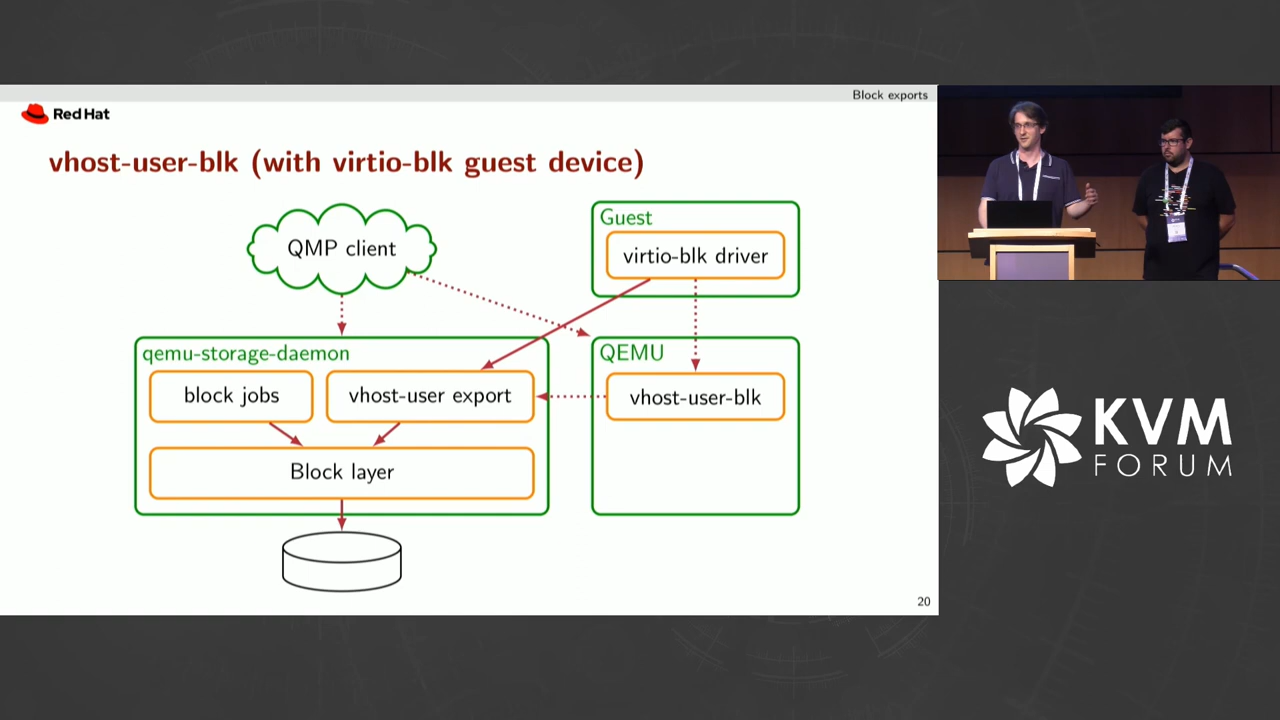 Block exports
Red Hat
vhost-user-blk (with virtio-blk guest device)
QMP client
Guest
virtio-blk driver
qemu-storage-daemon
block jobs
vhost-user export
Block layer
QEMU
vhost-user-blk
20
KVM
FORUM